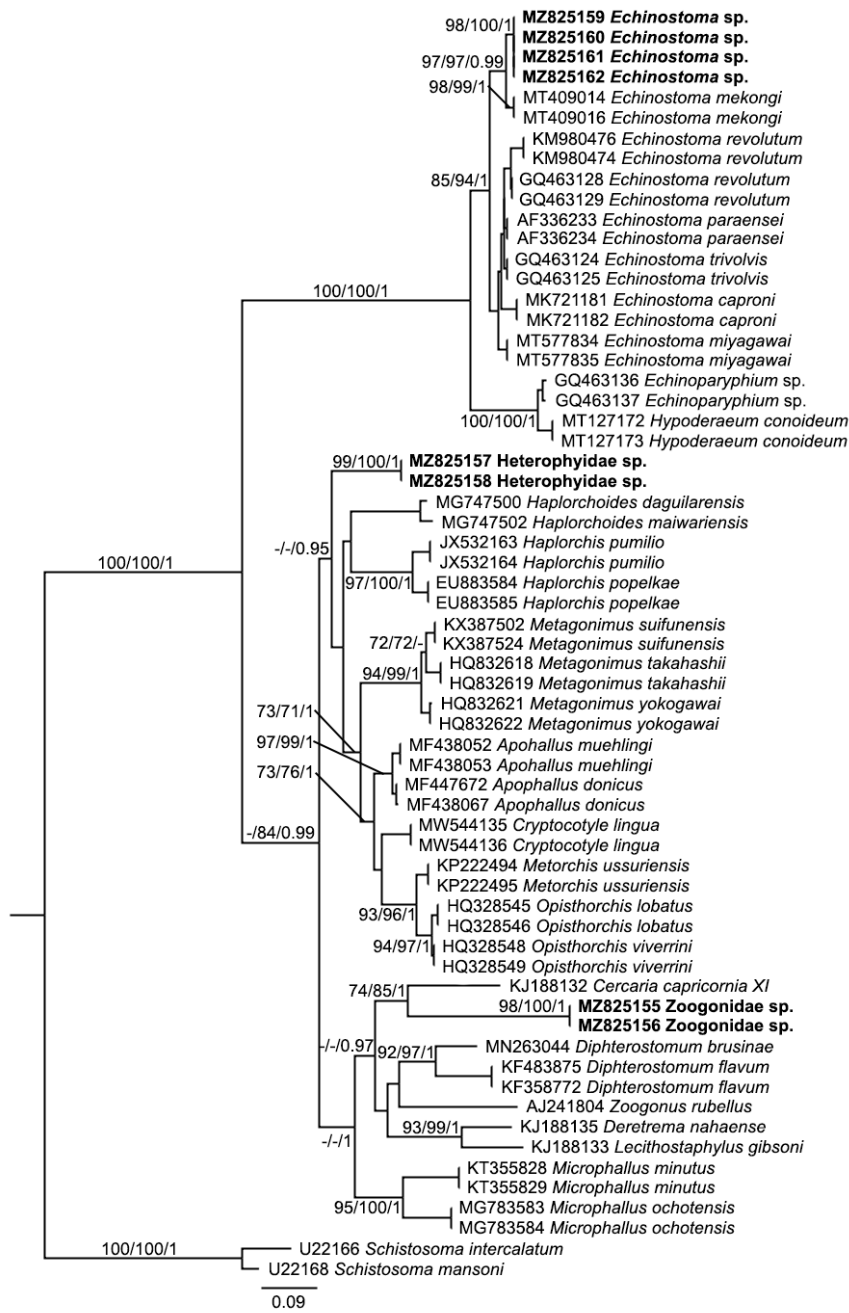 98/100/1
MZ825159 Echinostoma sp.
MZ825160 Echinostoma sp.
97/97/0.99
MZ825161 Echinostoma sp.
MZ825162 Echinostoma sp.
98/99/1
MT409014 Echinostoma mekongi
MT409016 Echinostoma mekongi
KM980476 Echinostoma revolutum
KM980474 Echinostoma revolutum
85/94/1
GQ463128 Echinostoma revolutum
GQ463129 Echinostoma revolutum
AF336233 Echinostoma paraensei
AF336234 Echinostoma paraensei
GQ463124 Echinostoma trivolvis
GQ463125 Echinostoma trivolvis
100/100/1
MK721181 Echinostoma caproni
MK721182 Echinostoma caproni
MT577834 Echinostoma miyagawai
MT577835 Echinostoma miyagawai
GQ463136 Echinoparyphium sp.
GQ463137 Echinoparyphium sp.
100/100/1
MT127172 Hypoderaeum conoideum
MT127173 Hypoderaeum conoideum
99/100/1
MZ825157 Heterophyidae sp.
MZ825158 Heterophyidae sp.
MG747500 Haplorchoides daguilarensis
MG747502 Haplorchoides maiwariensis
-/-/0.95
JX532163 Haplorchis pumilio
JX532164 Haplorchis pumilio
100/100/1
97/100/1
EU883584 Haplorchis popelkae
EU883585 Haplorchis popelkae
KX387502 Metagonimus suifunensis
72/72/-
KX387524 Metagonimus suifunensis
HQ832618 Metagonimus takahashii
94/99/1
HQ832619 Metagonimus takahashii
HQ832621 Metagonimus yokogawai
73/71/1
HQ832622 Metagonimus yokogawai
97/99/1
MF438052 Apohallus muehlingi
MF438053 Apohallus muehlingi
73/76/1
MF447672 Apophallus donicus
MF438067 Apophallus donicus
-/84/0.99
MW544135 Cryptocotyle lingua
MW544136 Cryptocotyle lingua
KP222494 Metorchis ussuriensis
KP222495 Metorchis ussuriensis
93/96/1
HQ328545 Opisthorchis lobatus
HQ328546 Opisthorchis lobatus
94/97/1
HQ328548 Opisthorchis viverrini
HQ328549 Opisthorchis viverrini
74/85/1
KJ188132 Cercaria capricornia XI
98/100/1
MZ825155 Zoogonidae sp.
MZ825156 Zoogonidae sp.
-/-/0.97
92/97/1
MN263044 Diphterostomum brusinae
KF483875 Diphterostomum flavum
KF358772 Diphterostomum flavum
AJ241804 Zoogonus rubellus
93/99/1
KJ188135 Deretrema nahaense
-/-/1
KJ188133 Lecithostaphylus gibsoni
KT355828 Microphallus minutus
KT355829 Microphallus minutus
95/100/1
MG783583 Microphallus ochotensis
MG783584 Microphallus ochotensis
100/100/1
U22166 Schistosoma intercalatum
U22168 Schistosoma mansoni
0.09